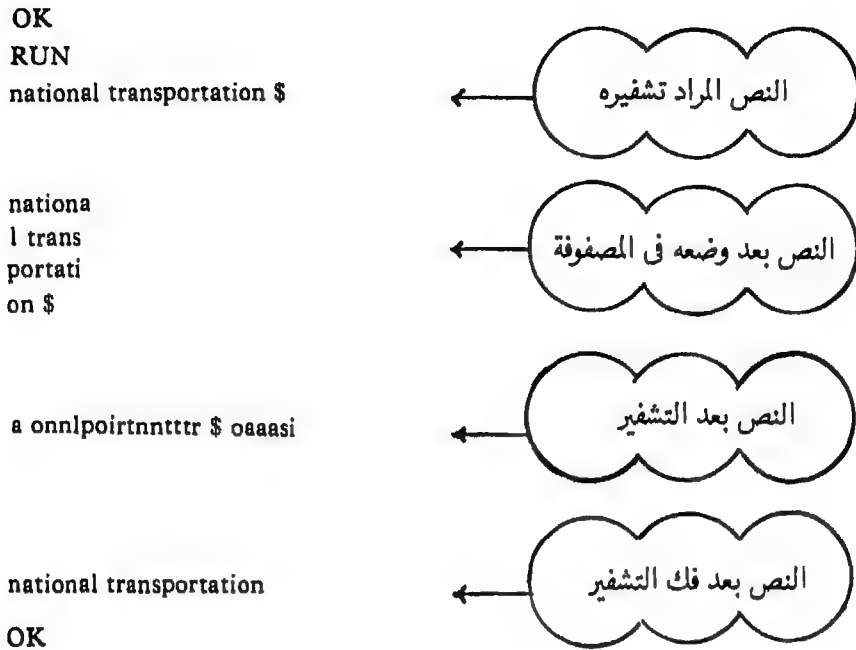 OK
RUN
national transportation $
النص المراد تشفيره
nationa
l trans
portati
on $
النص بعد وضعه فى المصفوفة
a onnlpoirtnntttr $ oaaasi
النص بعد التشفير
national transportation
النص بعد فك التشفير
OK